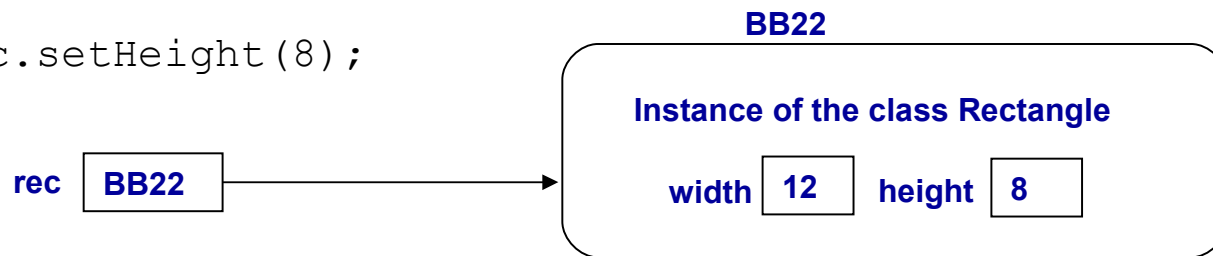 BB22
c.setHeight(8);
Instance of the class Rectangle
rec BB22
width 12 height 8